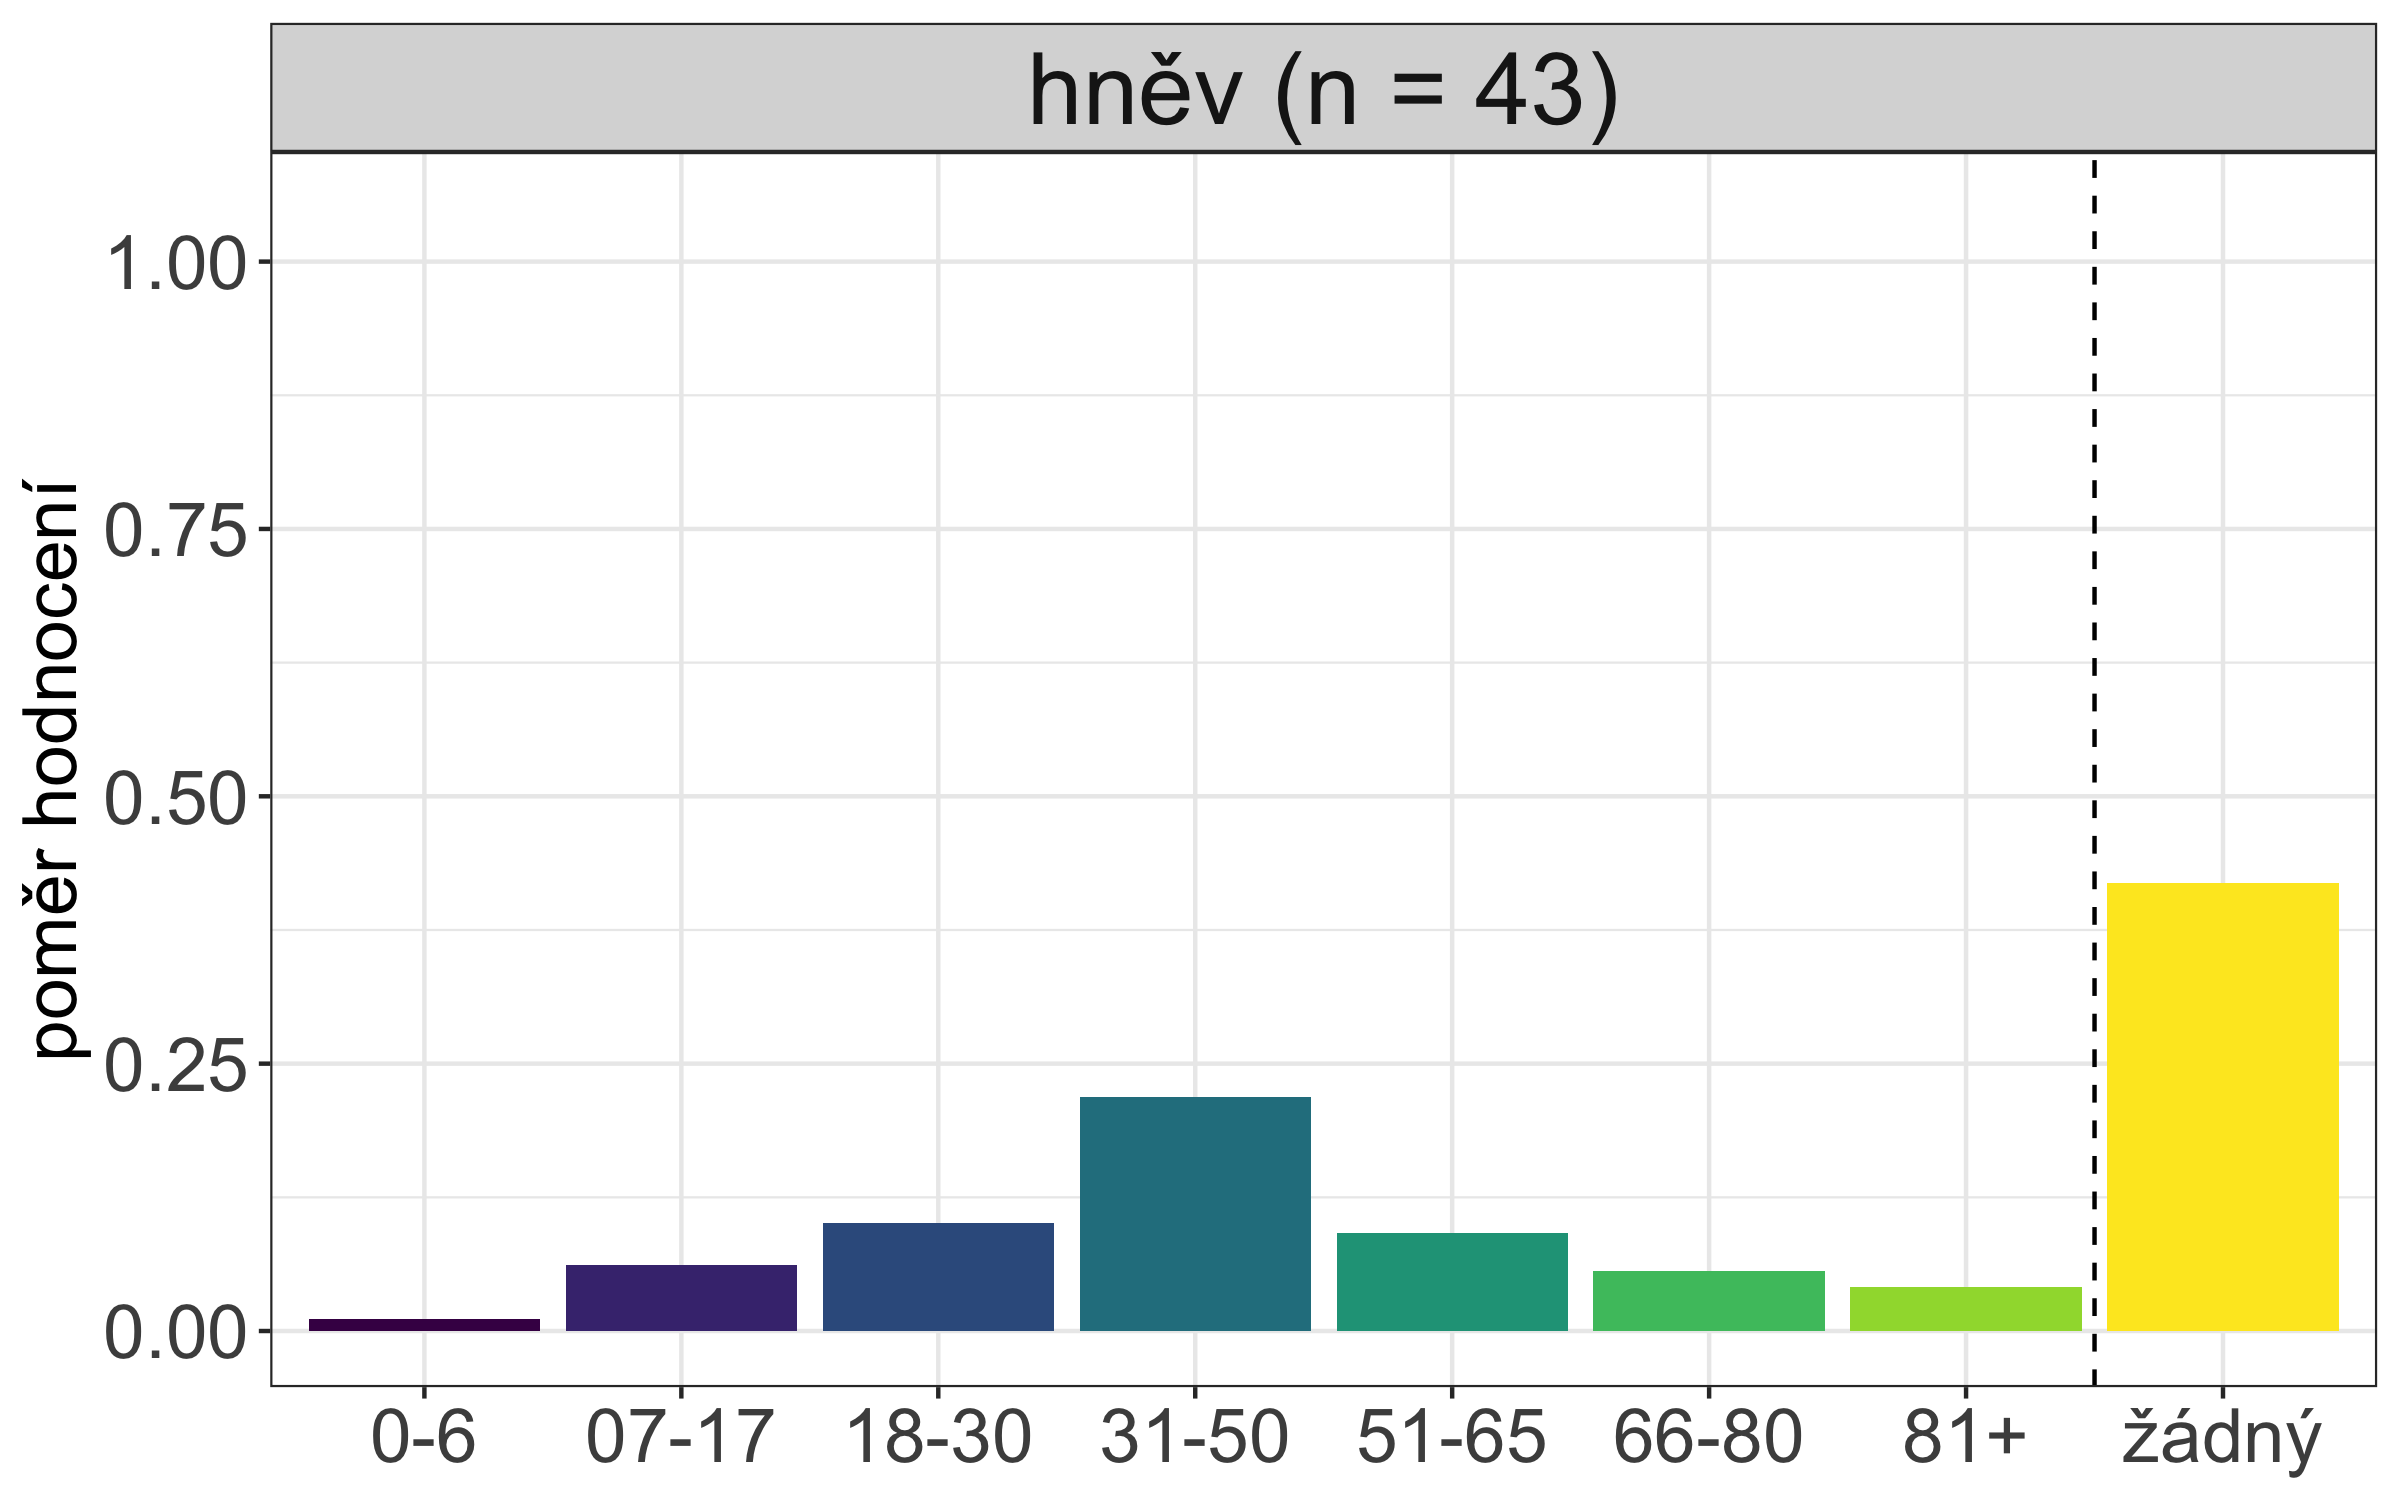 hněv (n = 43)
poměr hodnocení
1.00
0.75
0.50
0.25
0.00
0-6 07-17 18-30 31-50 51-65 66-80 81+ žádný